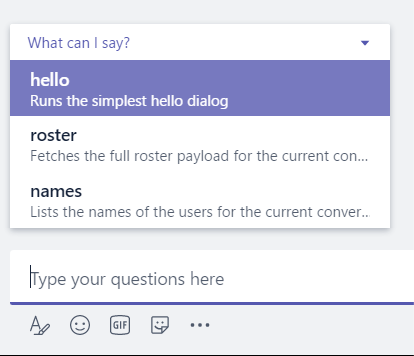 What can I say?
hello
Runs the simplest hello dialog
roster
Fetches the full roster payload for the current con...
names
Lists the names of the users for the current conver...
Type your questions here
GIF